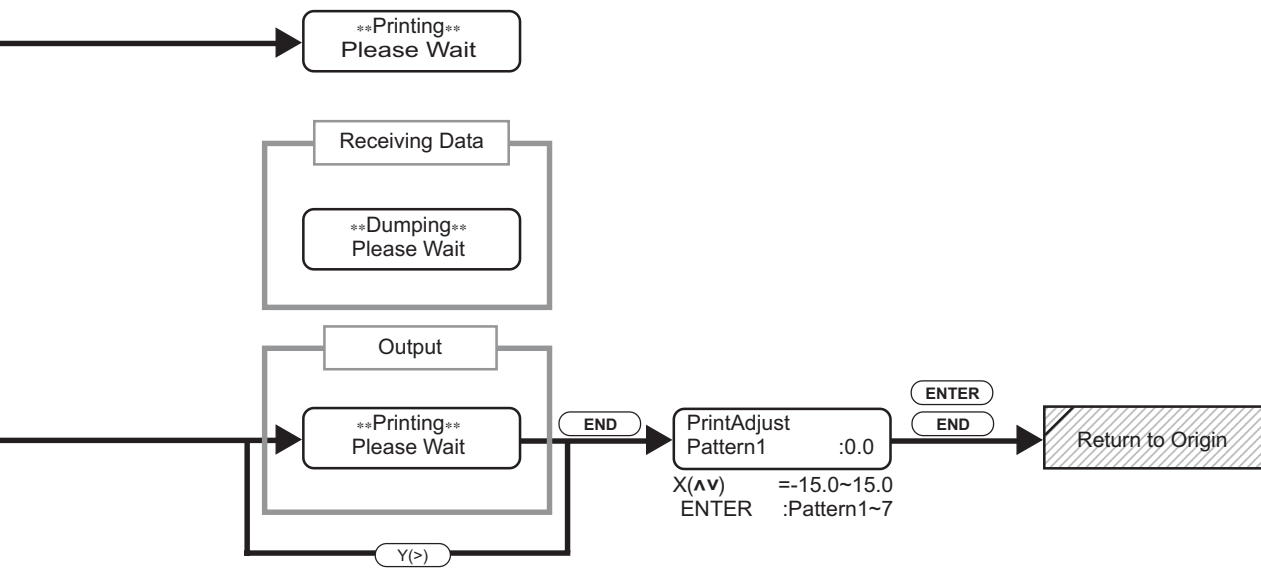 **Printing**
Please Wait
Receiving Data
**Dumping**
Please Wait
Output
**Printing**
Please Wait
END
PrintAdjust
Pattern1 :0.0
X(∧∨) =-15.0~15.0
ENTER :Pattern1~7
ENTER
END
Return to Origin
Y(>)